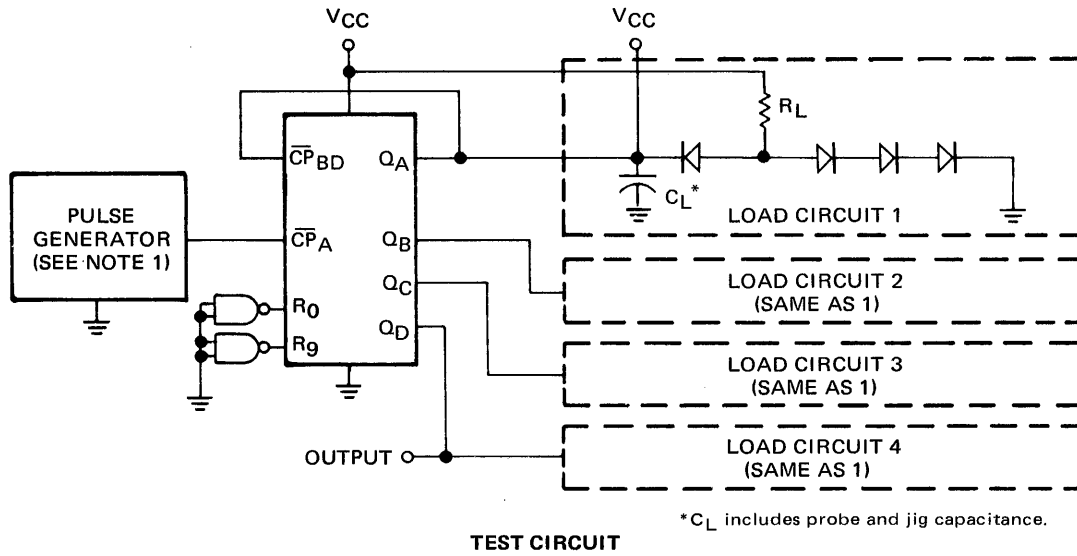 VCC
VCC
RL
CPBD
QA
CL*
LOAD CIRCUIT 1
PULSE
GENERATOR
(SEE NOTE 1)
CPA
QB
LOAD CIRCUIT 2
(SAME AS 1)
QC
R0
QD
R9
LOAD CIRCUIT 3
(SAME AS 1)
OUTPUT
LOAD CIRCUIT 4
(SAME AS 1)
*CL includes probe and jig capacitance.
TEST CIRCUIT